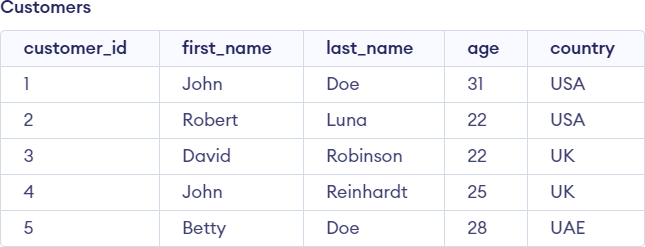 Customers
customer_id first_name last_name age country
1 John Doe 31 USA
2 Robert Luna 22 USA
3 David Robinson 22 UK
4 John Reinhardt 25 UK
5 Betty Doe 28 UAE